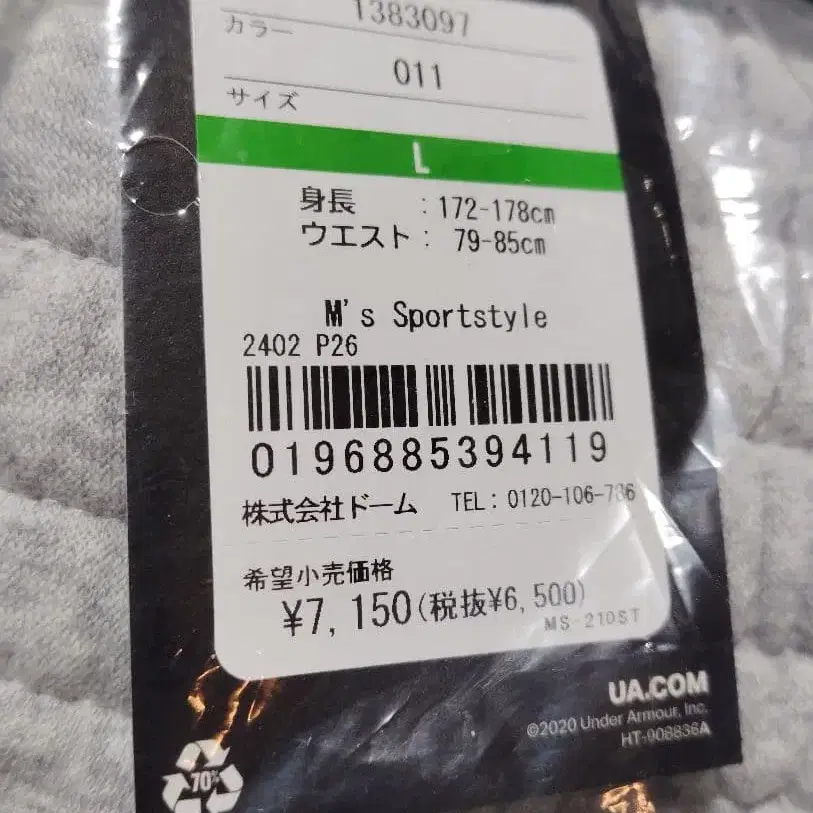 1383097
カラー
011
サイズ
L
身長 : 172-178cm
ウエスト : 79-85cm
M's Sportstyle
2402 P26
0196885394119
株式会社ドーム TEL: 0120-106-786
希望小売価格
¥7,150(税抜¥6,500)
MS-210ST
UA.COM
©2020 Under Armour, Inc.
HT-908836A
70%